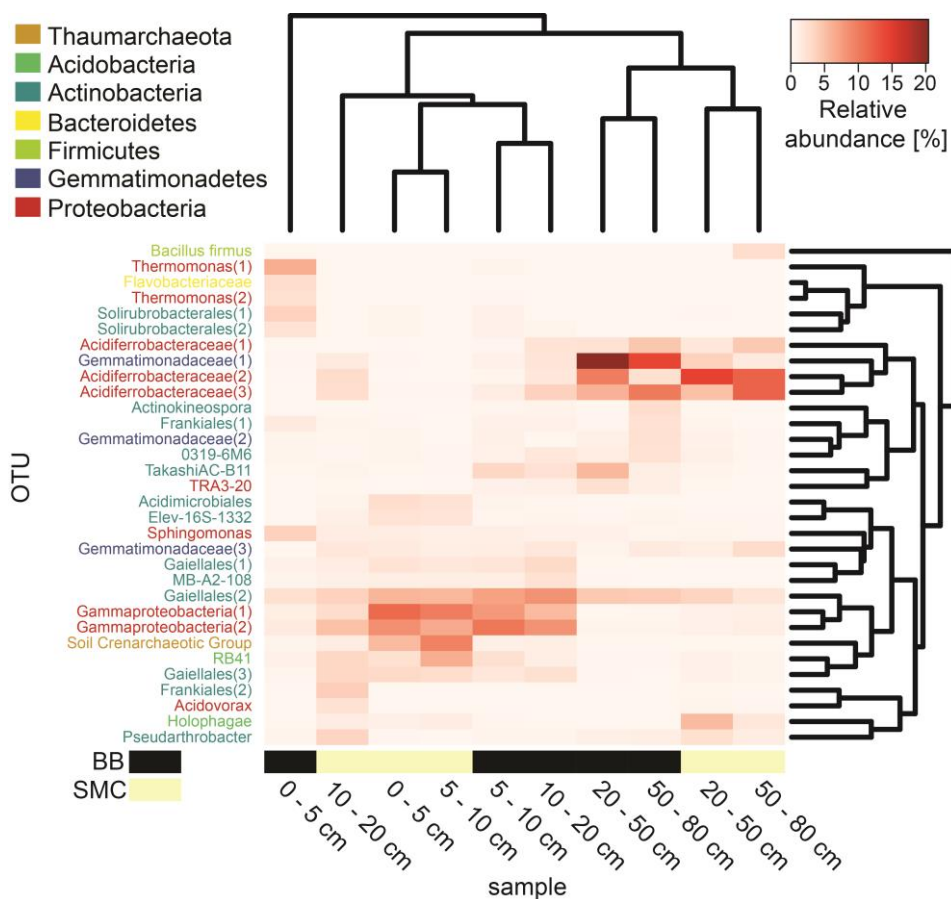 Thaumarchaeota
Acidobacteria
Actinobacteria
Bacteroidetes
Firmicutes
Gemmatimonadetes
Proteobacteria
0 5 10 15 20
Relative
abundance [%]
OTU
Bacillus firmus
Thermomonas(1)
Flavobacteriaceae
Thermomonas(2)
Solirubrobacterales(1)
Solirubrobacterales(2)
Acidiferrobacteraceae(1)
Gemmatimonadaceae(1)
Acidiferrobacteraceae(2)
Acidiferrobacteraceae(3)
Actinokineospora
Frankiales(1)
Gemmatimonadaceae(2)
0319-6M6
TakashiAC-B11
TRA3-20
Acidimicrobiales
Elev-16S-1332
Sphingomonas
Gemmatimonadaceae(3)
Gaiellales(1)
MB-A2-108
Gaiellales(2)
Gammaproteobacteria(1)
Gammaproteobacteria(2)
Soil Crenarchaeotic Group
RB41
Gaiellales(3)
Frankiales(2)
Acidovorax
Holophagae
Pseudarthrobacter
BB
SMC
0 - 5 cm
10 - 20 cm
0 - 5 cm
5 - 10 cm
5 - 10 cm
10 - 20 cm
20 - 50 cm
50 - 80 cm
20 - 50 cm
50 - 80 cm
sample